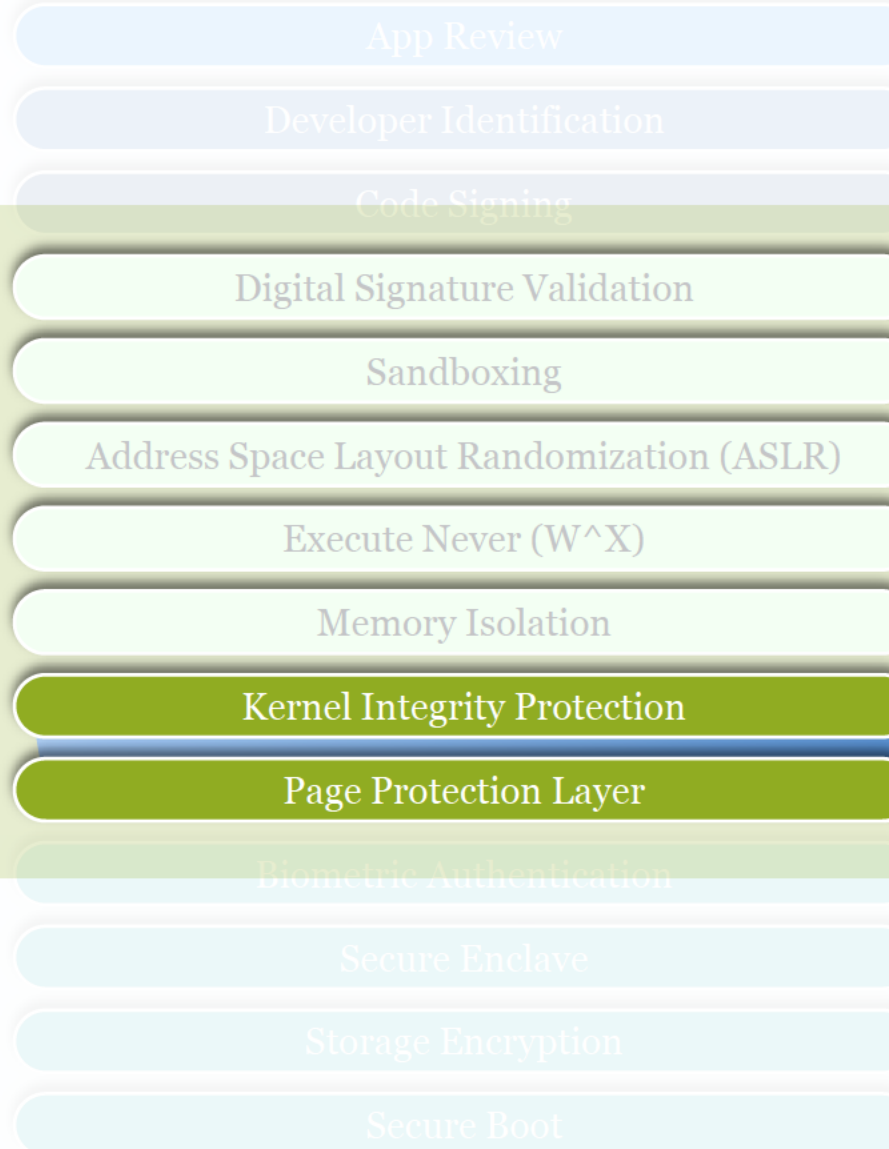 App Review
Developer Identification
Code Signing
Digital Signature Validation
Sandboxing
Address Space Layout Randomization (ASLR)
Execute Never (W^X)
Memory Isolation
Kernel Integrity Protection
Page Protection Layer
Biometric Authentication
Secure Enclave
Storage Encryption
Secure Boot